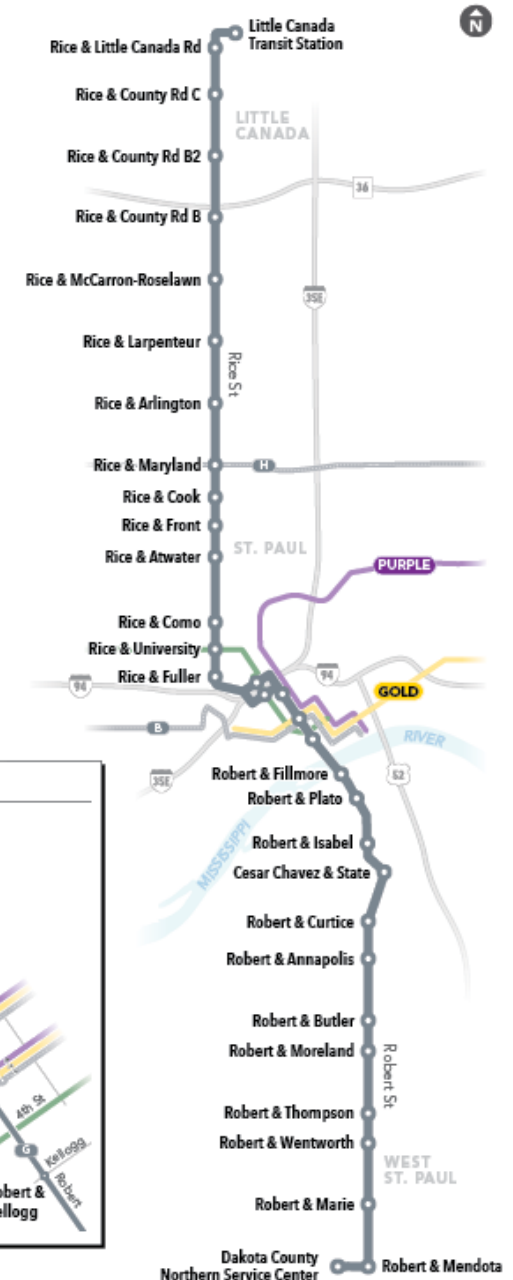 N
Little Canada
Transit Station
Rice & Little Canada Rd
Rice & County Rd C
LITTLE
CANADA
Rice & County Rd B2
36
Rice & County Rd B
Rice & McCarron-Roselawn
35E
Rice & Larpenteur
Rice St
Rice & Arlington
Rice & Maryland
H
Rice & Cook
Rice & Front
ST. PAUL
Rice & Atwater
PURPLE
Rice & Como
Rice & University
Rice & Fuller
94
94
GOLD
B
RIVER
35E
52
Robert & Fillmore
Robert & Plato
MISSISSIPPI
Robert & Isabel
Cesar Chavez & State
Robert & Curtice
Robert & Annapolis
Robert & Butler
Robert & Moreland
Robert St
4th St
Robert & Thompson
G
Kellogg
Robert & Wentworth
WEST
ST. PAUL
Robert
obert &
ellogg
Robert & Marie
Dakota County
Northern Service Center
Robert & Mendota